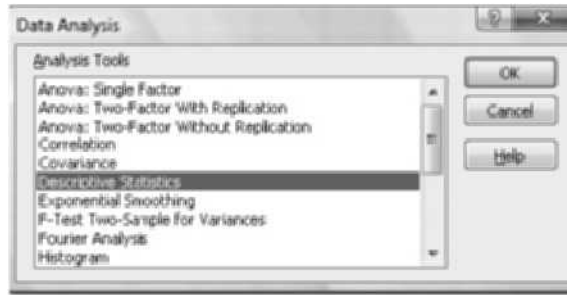 Data Analysis
Analysis Tools
Anova: Single Factor
Anova: Two-Factor With Replication
Anova: Two-Factor Without Replication
Correlation
Covariance
Descriptive Statistics
Exponential Smoothing
F-Test Two-Sample for Variances
Fourier Analysis
Histogram
OK
Cancel
Help